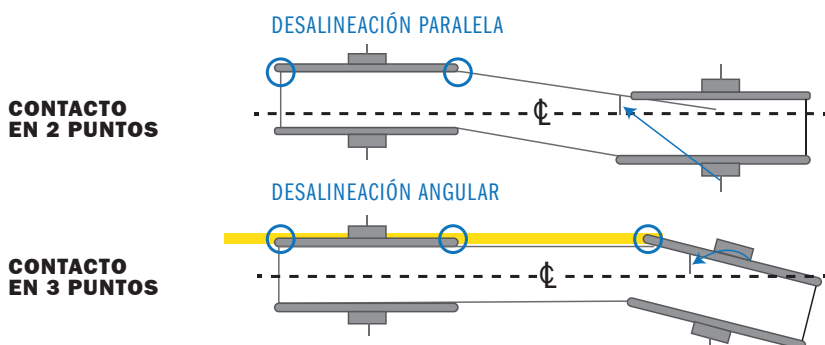 DESALINEACIÓN PARALELA
CONTACTO
EN 2 PUNTOS
℄
DESALINEACIÓN ANGULAR
CONTACTO
EN 3 PUNTOS
℄